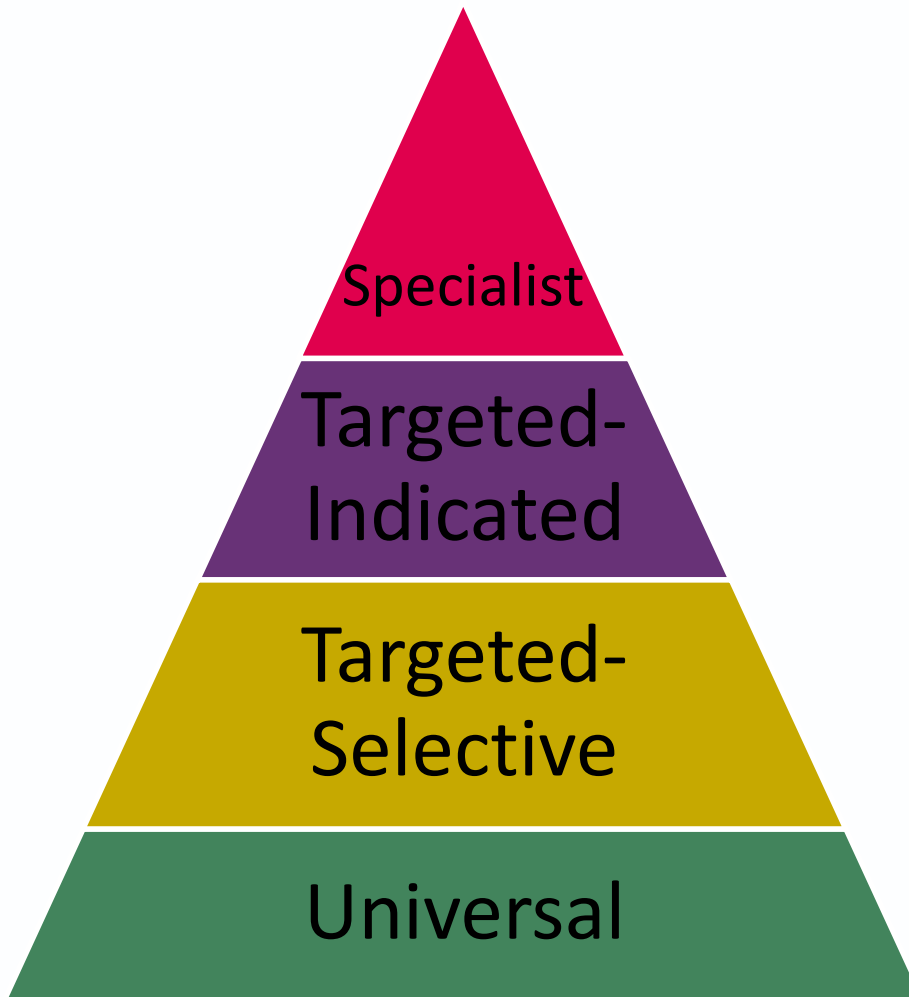 Specialist
Targeted-
Indicated
Targeted-
Selective
Universal